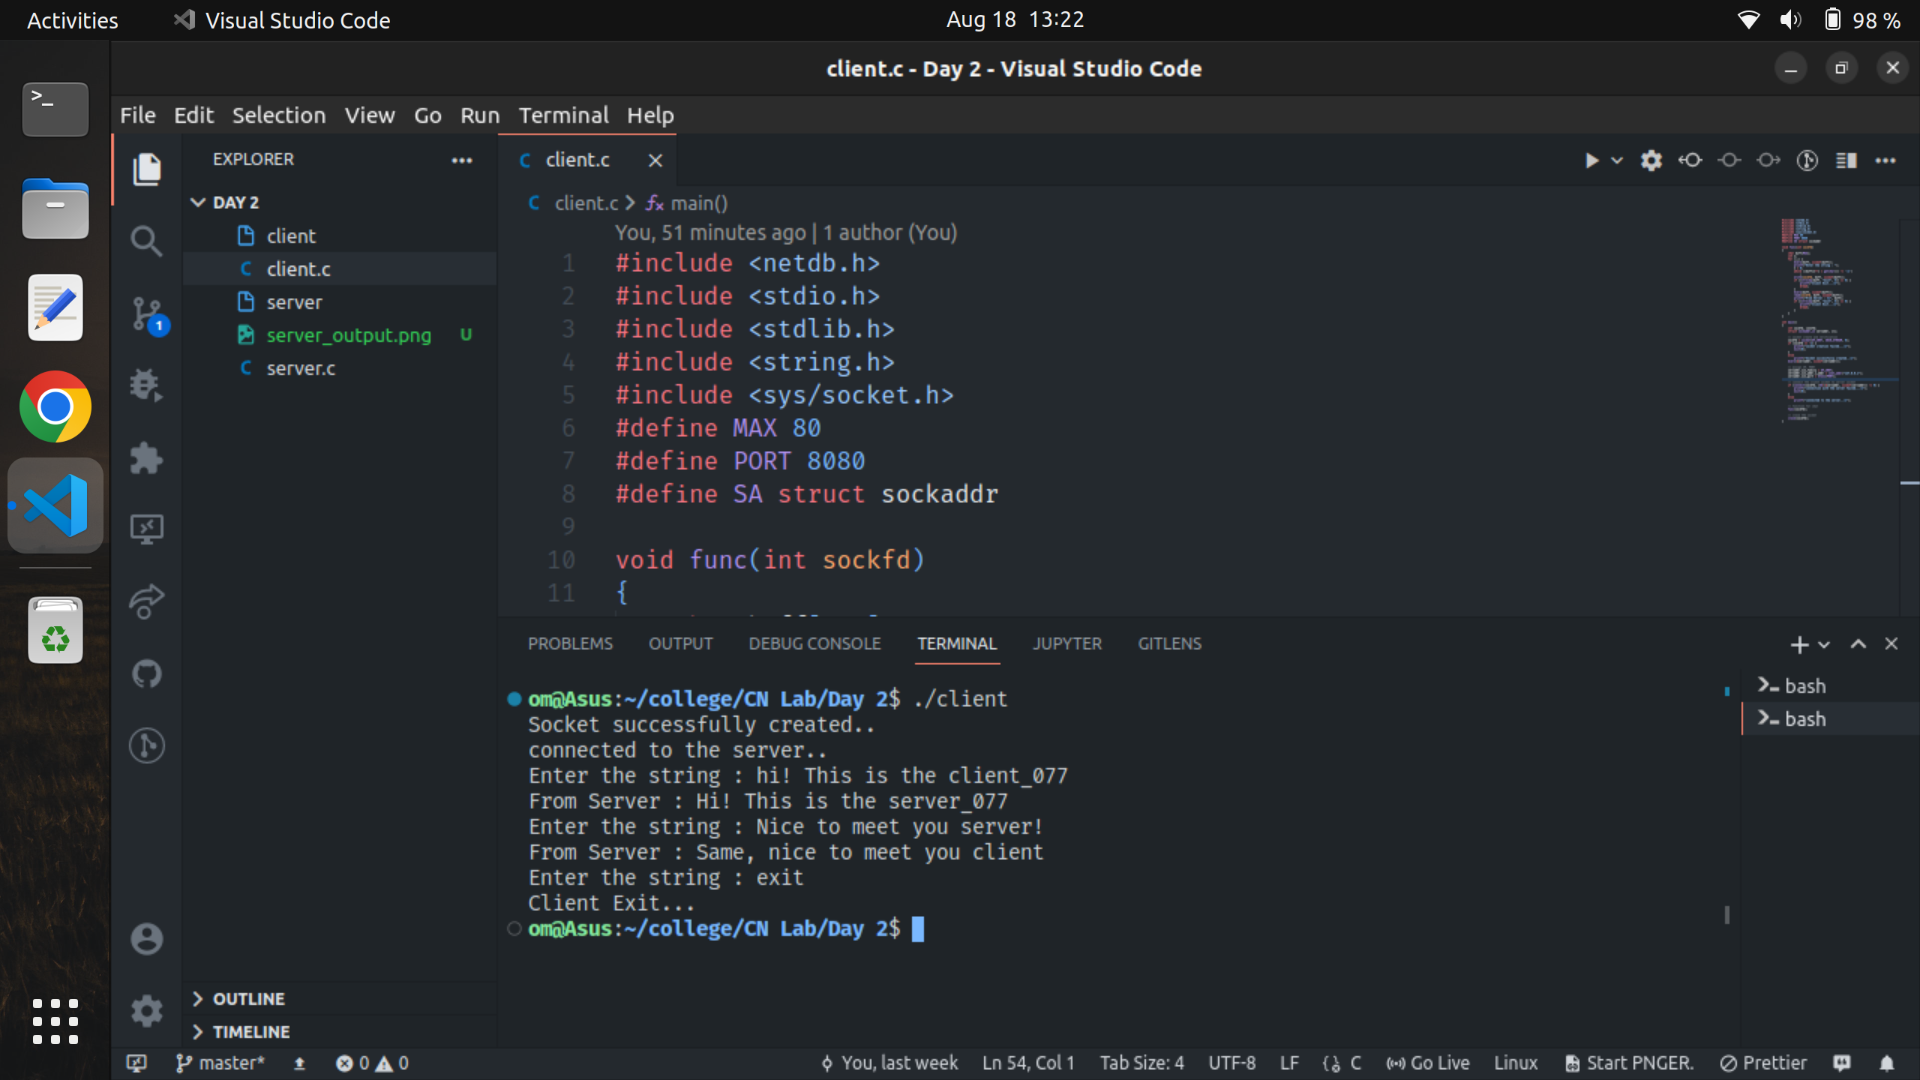 Activities Visual Studio Code Aug 18 13:22 98 %
client.c - Day 2 - Visual Studio Code
File Edit Selection View Go Run Terminal Help
EXPLORER
DAY 2
client
client.c
server
server_output.png U
server.c
OUTLINE
TIMELINE
1
client.c
client.c > main()
You, 51 minutes ago | 1 author (You)
1 #include <netdb.h>
2 #include <stdio.h>
3 #include <stdlib.h>
4 #include <string.h>
5 #include <sys/socket.h>
6 #define MAX 80
7 #define PORT 8080
8 #define SA struct sockaddr
9
10 void func(int sockfd)
11 {
PROBLEMS OUTPUT DEBUG CONSOLE TERMINAL JUPYTER GITLENS
om@Asus:~/college/CN Lab/Day 2$ ./client
Socket successfully created..
connected to the server..
Enter the string : hi! This is the client_077
From Server : Hi! This is the server_077
Enter the string : Nice to meet you server!
From Server : Same, nice to meet you client
Enter the string : exit
Client Exit...
om@Asus:~/college/CN Lab/Day 2$
bash
bash
master* 0 0 You, last week Ln 54, Col 1 Tab Size: 4 UTF-8 LF C Go Live Linux Start PNGER. Prettier